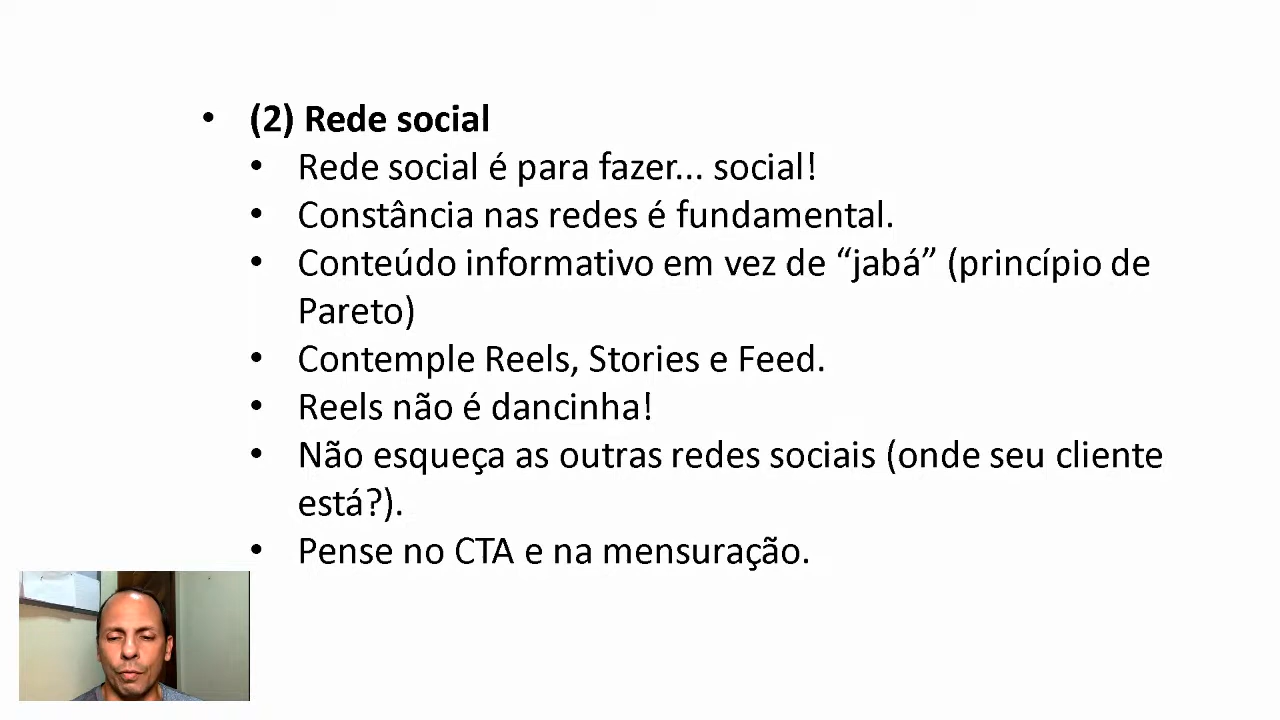 • (2) Rede social
• Rede social é para fazer... social!
• Constância nas redes é fundamental.
• Conteúdo informativo em vez de “jabá” (princípio de
Pareto)
• Contemple Reels, Stories e Feed.
• Reels não é dancinha!
• Não esqueça as outras redes sociais (onde seu cliente
está?).
• Pense no CTA e na mensuração.